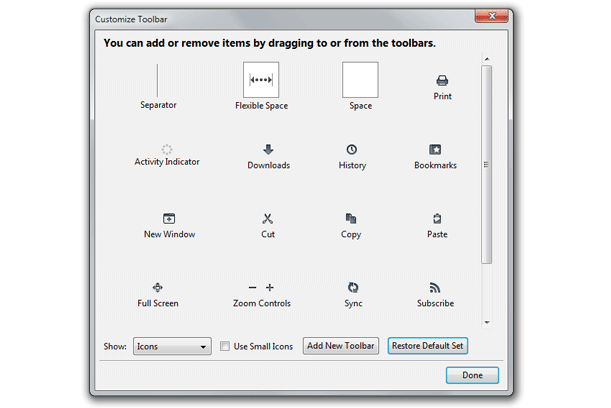 Customize Toolbar
You can add or remove items by dragging to or from the toolbars.
Separator
Flexible Space
Space
Print
Activity Indicator
Downloads
History
Bookmarks
New Window
Cut
Copy
Paste
Full Screen
Zoom Controls
Sync
Subscribe
Show: Icons Use Small Icons Add New Toolbar Restore Default Set
Done